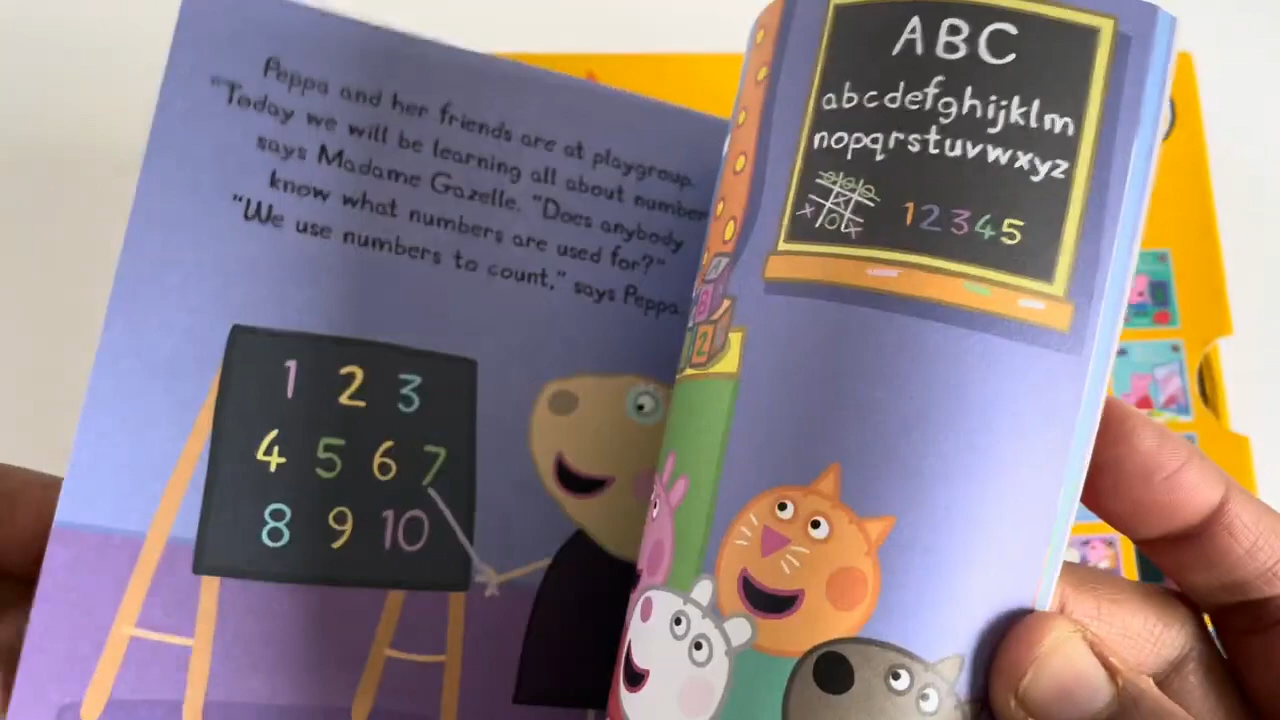 Peppa and her friends are at playgroup.
"Today we will be learning all about number
says Madame Gazelle. "Does anybody
know what numbers are used for?"
"We use numbers to count," says Peppa.
1 2 3
4 5 6 7
8 9 10
ABC
abcdefghijklm
nopqrstuvwxyz
12345
B
2